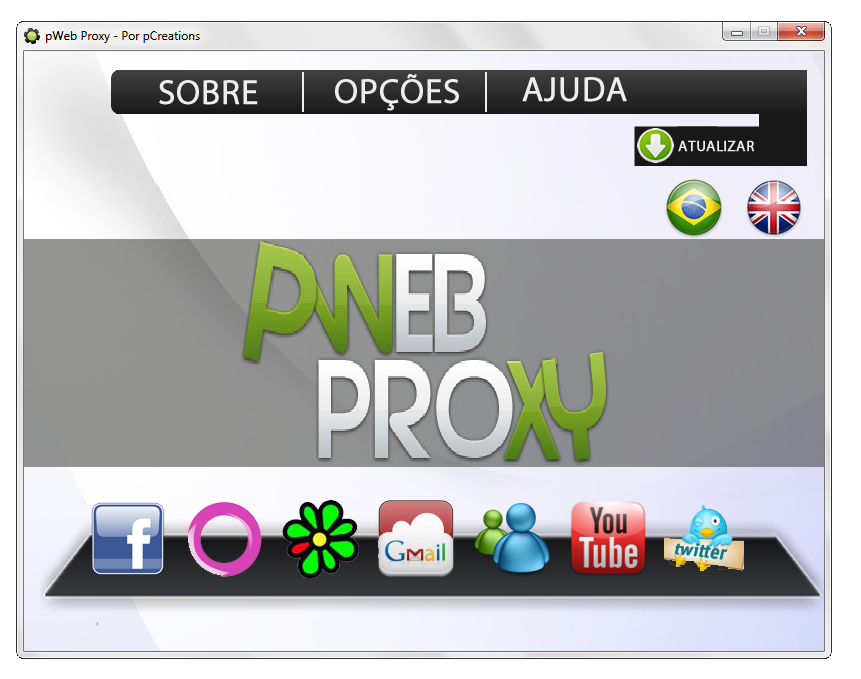 pWeb Proxy - Por pCreations
SOBRE OPÇÕES AJUDA
ATUALIZAR
PWEB
PROXY
f
GMail
You
Tube
twitter